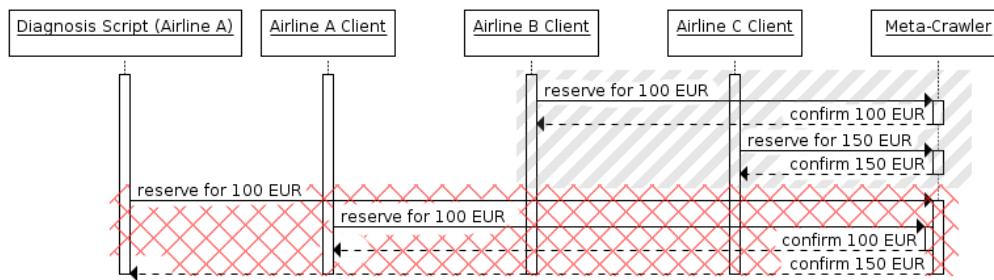 Diagnosis Script (Airline A) Airline A Client Airline B Client Airline C Client Meta-Crawler
reserve for 100 EUR
confirm 100 EUR
reserve for 150 EUR
confirm 150 EUR
reserve for 100 EUR
reserve for 100 EUR
confirm 100 EUR
confirm 150 EUR